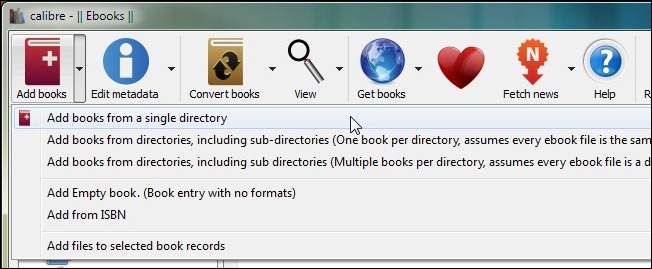 calibre - || Ebooks ||
Add books Edit metadata Convert books View Get books Fetch news Help
N ?
Add books from a single directory
Add books from directories, including sub-directories (One book per directory, assumes every ebook file is the sam
Add books from directories, including sub directories (Multiple books per directory, assumes every ebook file is a d
Add Empty book. (Book entry with no formats)
Add from ISBN
Add files to selected book records